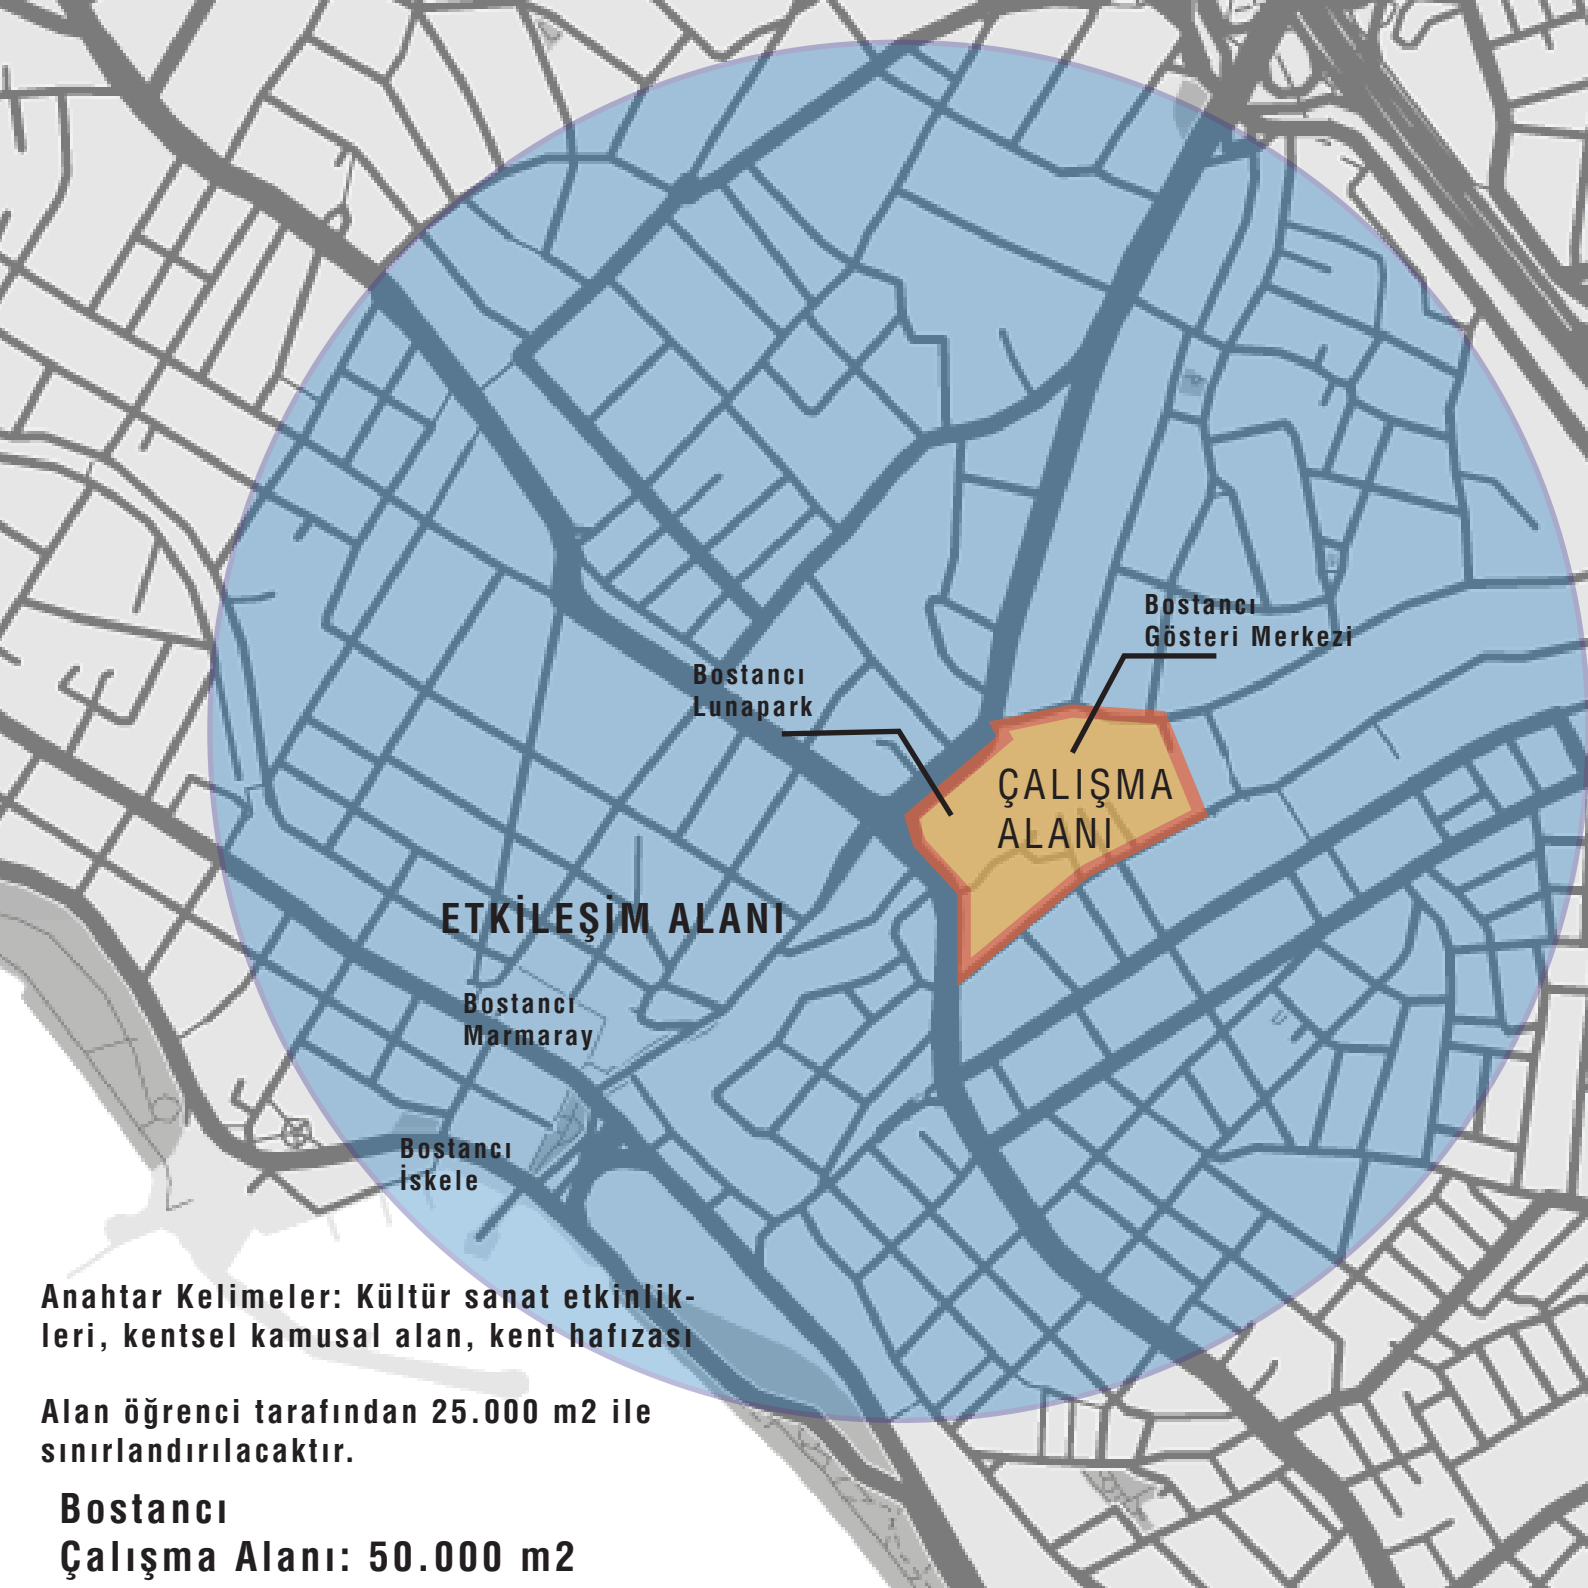 Bostancı
Gösteri Merkezi
Bostancı
Lunapark
ÇALIŞMA
ALANI
ETKİLEŞİM ALANI
Bostancı
Marmaray
Bostancı
İskele
Anahtar Kelimeler: Kültür sanat etkinlik-
leri, kentsel kamusal alan, kent hafızası
Alan öğrenci tarafından 25.000 m2 ile
sınırlandırılacaktır.
Bostancı
Çalışma Alanı: 50.000 m2